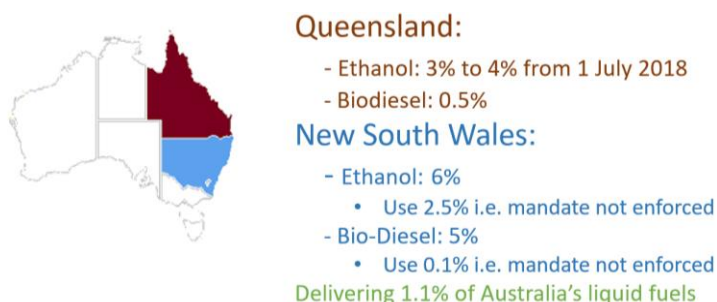 Queensland:
- Ethanol: 3% to 4% from 1 July 2018
- Biodiesel: 0.5%
New South Wales:
- Ethanol: 6%
• Use 2.5% i.e. mandate not enforced
- Bio-Diesel: 5%
• Use 0.1% i.e. mandate not enforced
Delivering 1.1% of Australia's liquid fuels